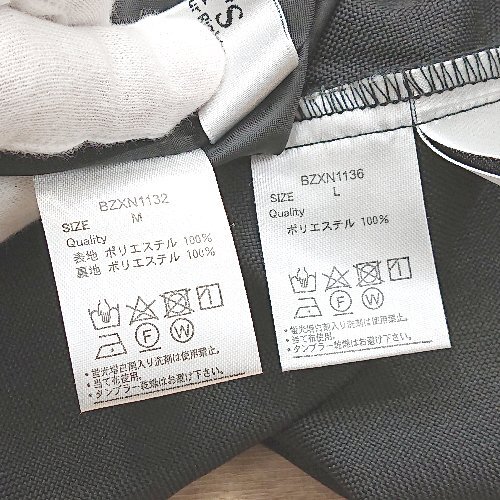 BZXN1132
SIZE M
Quality
表地 ポリエステル 100%
裏地 ポリエステル 100%
F W
・蛍光増白剤入り洗剤は使用禁止。
・当て布使用。
・タンブラー乾燥はお避け下さい。
BZXN1136
SIZE L
Quality
ポリエステル 100%
F W
・蛍光増白剤入り洗剤は使用禁止。
・当て布使用。
・タンブラー乾燥はお避け下さい。